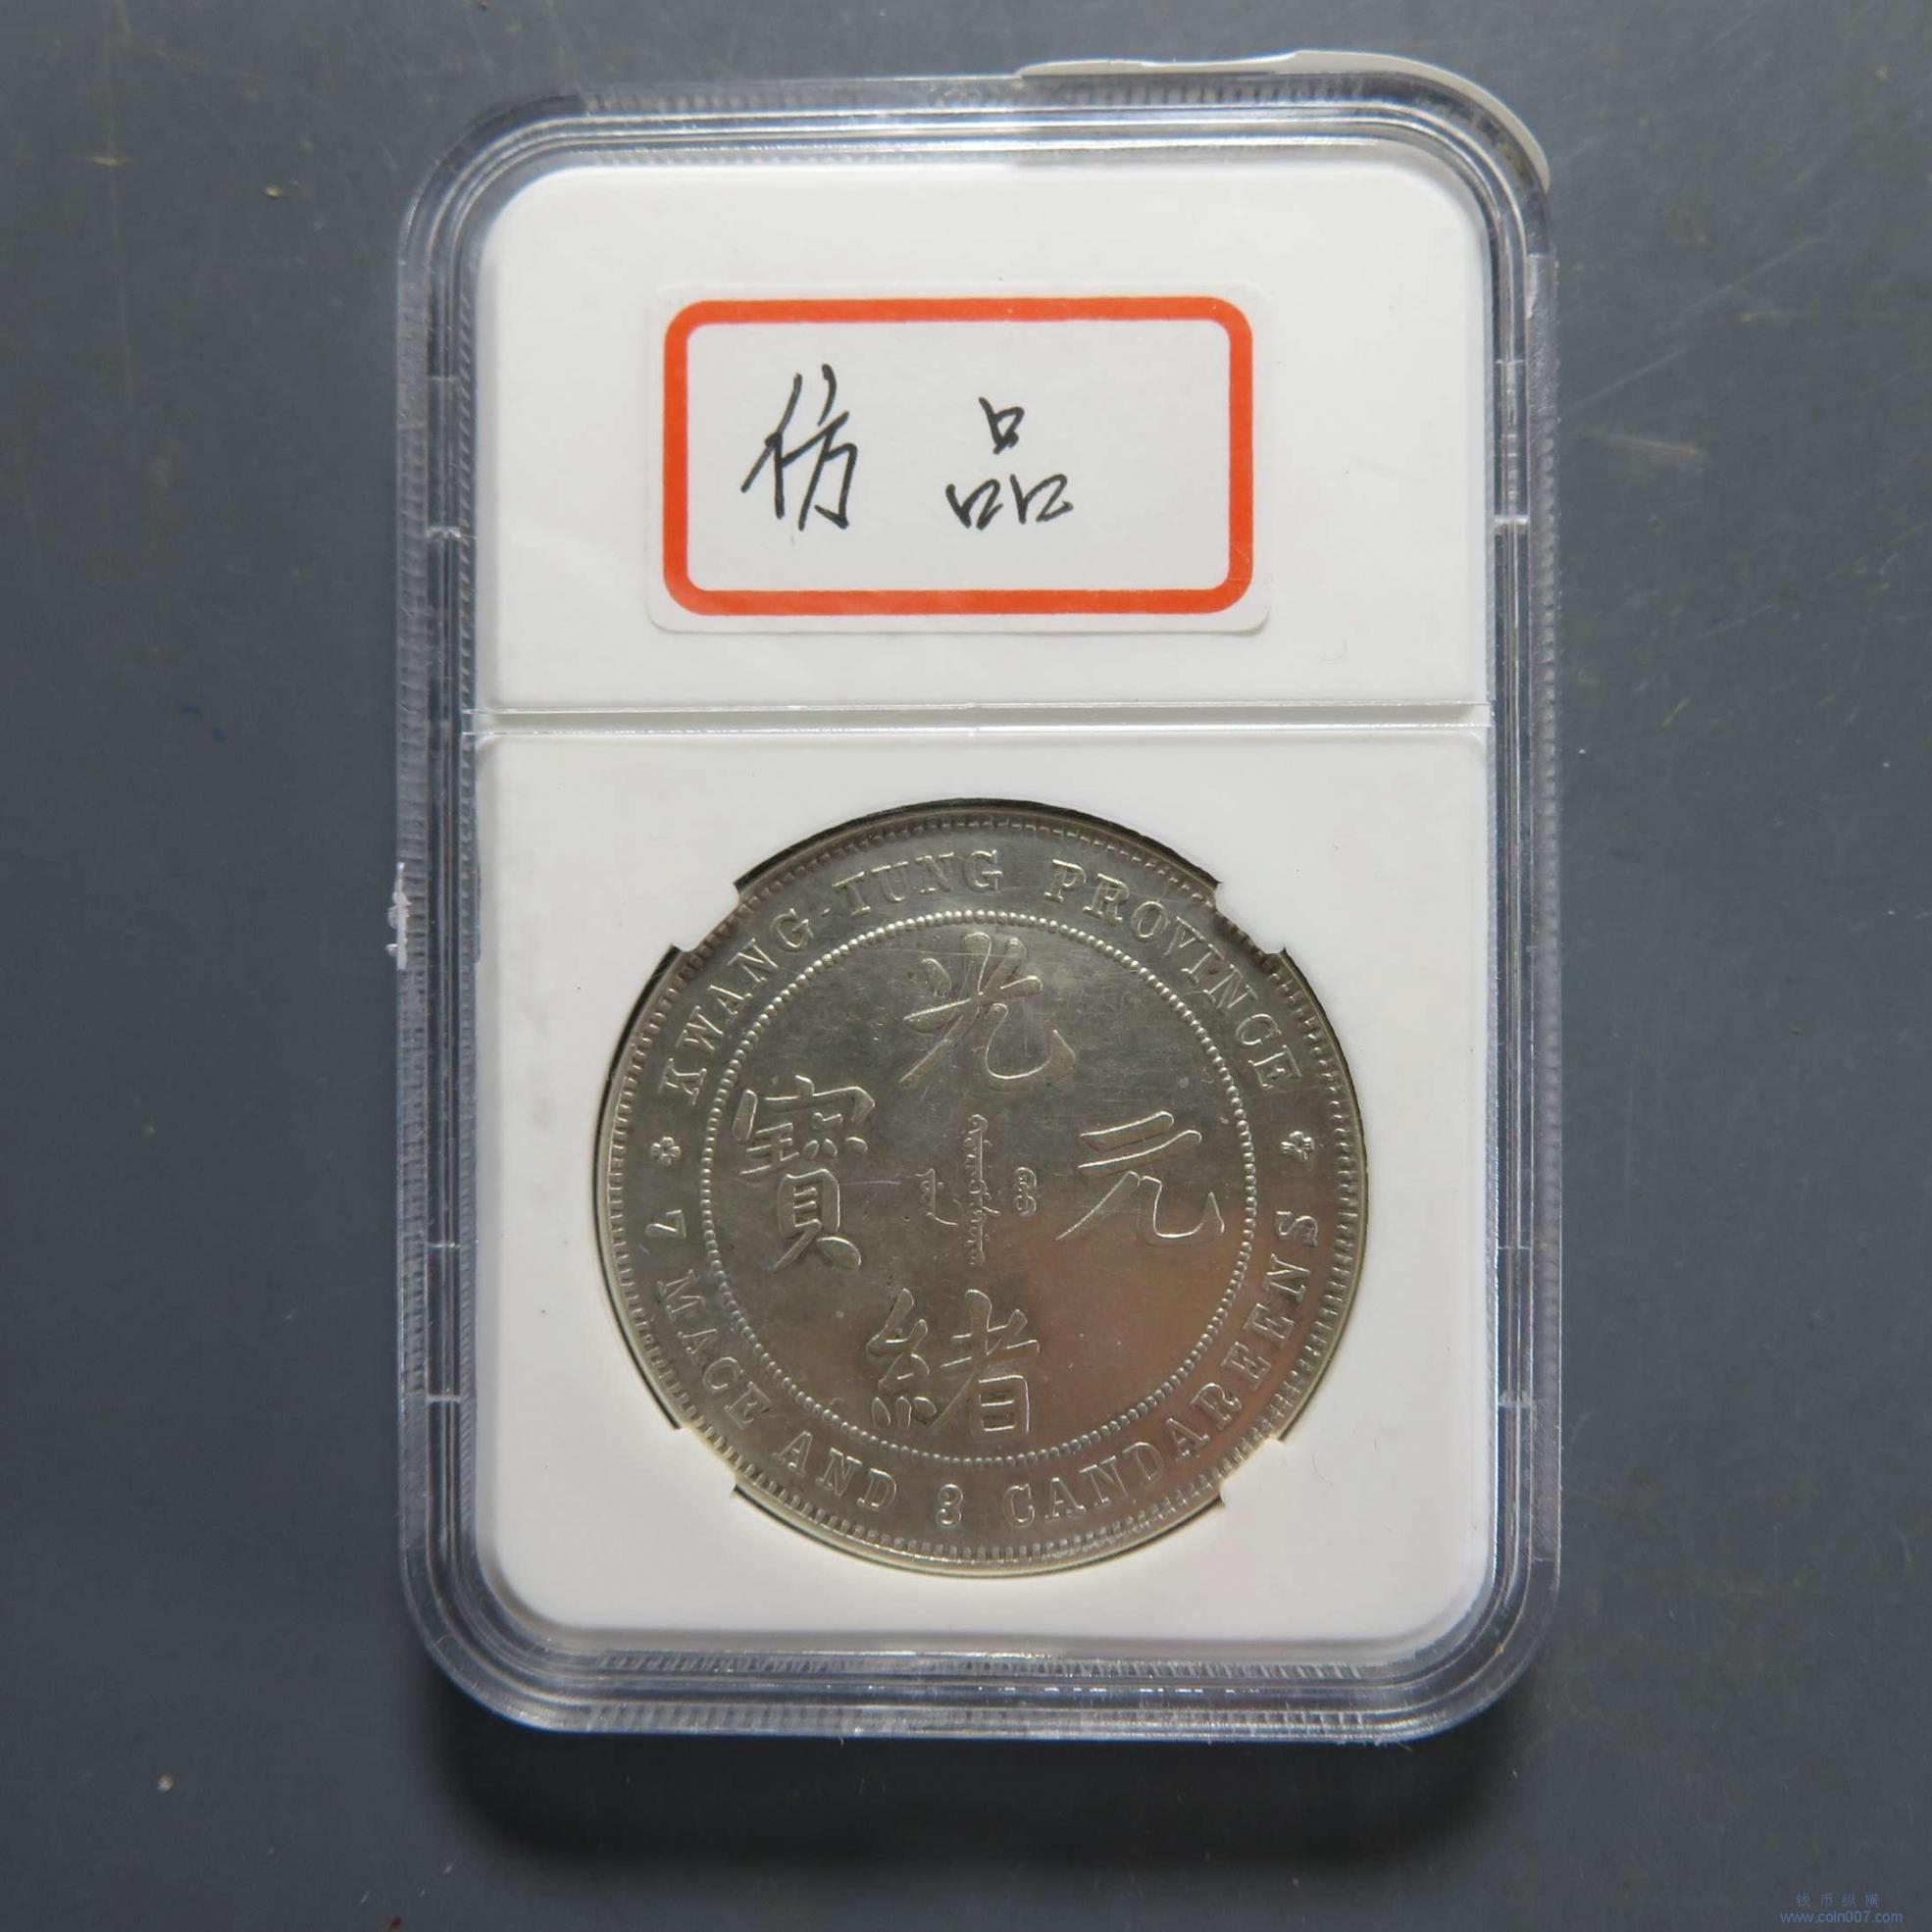 仿 品
KWANG-TUNG PROVINCE
光
元
寶
緒
7 MACE AND 3 CANDAREENS
钱币纵横
www.coin007.com